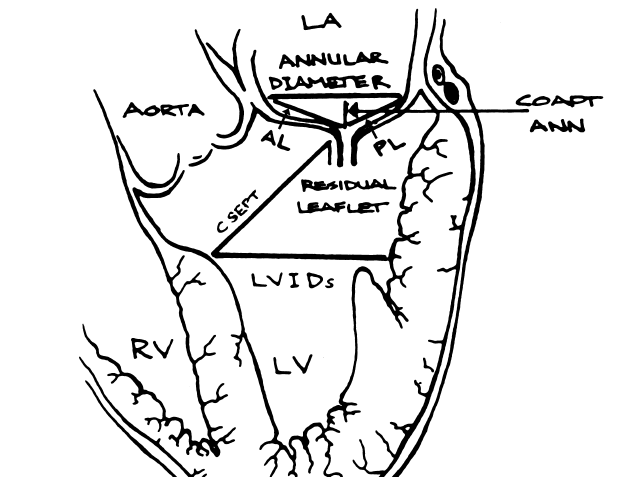 LA
ANNULAR
DIAMETER
AORTA
COAPT
ANN
AL
PL
RESIDUAL
LEAFLET
C SEPT
LVIDs
RV
LV